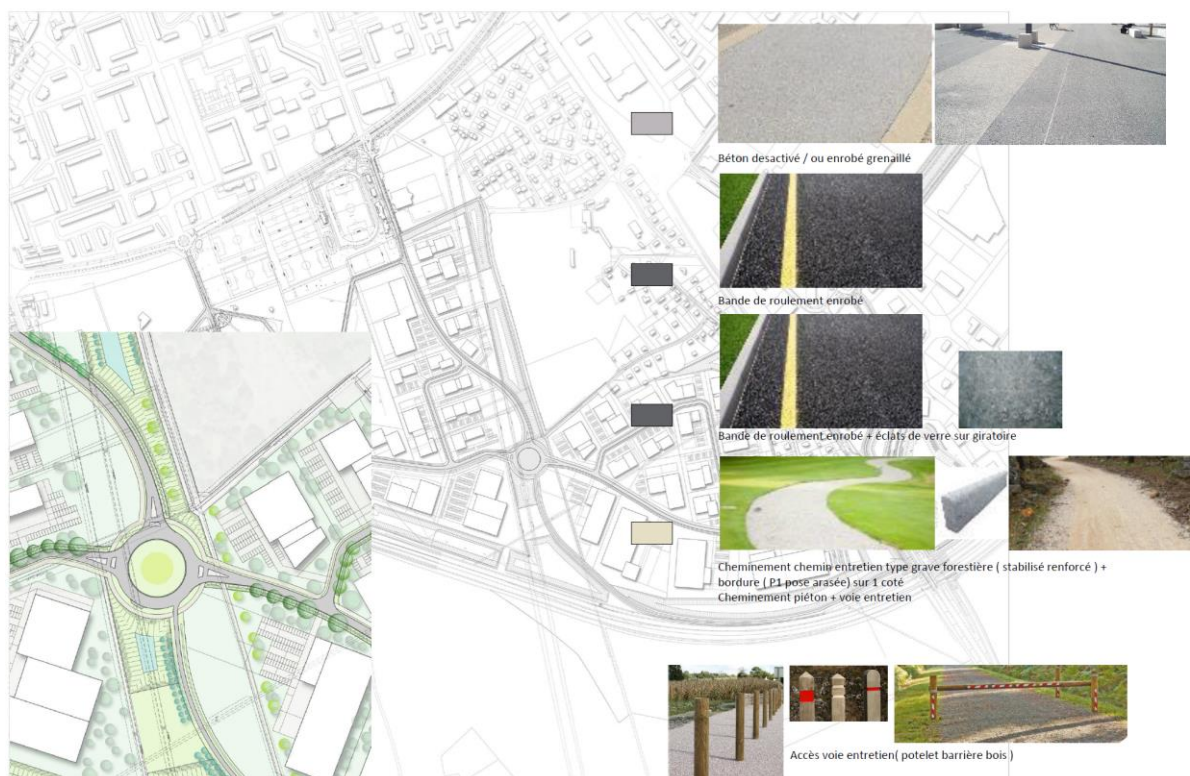 Béton desactivé / ou enrobé grenaillé
Bande de roulement enrobé
Bande de roulement enrobé + éclats de verre sur giratoire
Cheminement chemin entretien type grave forestière ( stabilisé renforcé ) +
bordure ( P1 pose arasée) sur 1 coté
Cheminement piéton + voie entretien
Accès voie entretien( potelet barrière bois )